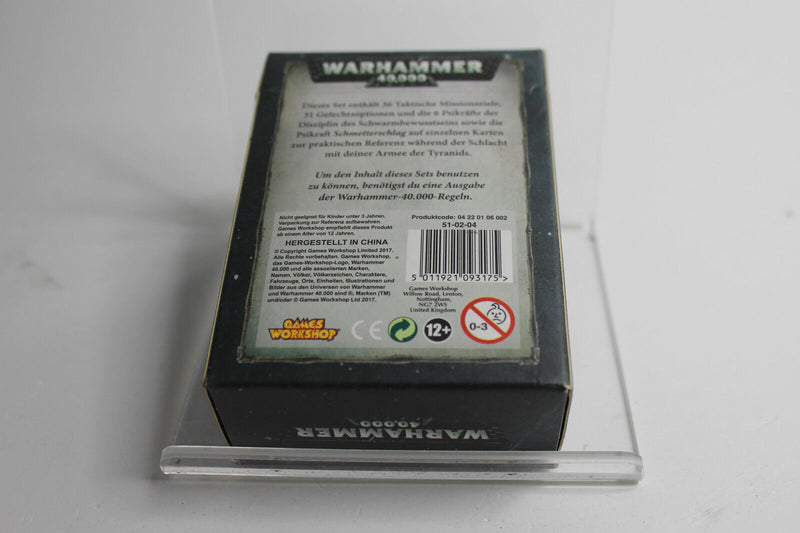 WARHAMMER
40,000
Dieses Set enthält 36 Taktische Missionsziele,
31 Gefechtsoptionen und die 6 Psikräfte der
Disziplin des Schwarmbewusstseins sowie die
Psikraft Schmetterschlag auf einzelnen Karten
zur praktischen Referenz während der Schlacht
mit deiner Armee der Tyranids.
Um den Inhalt dieses Sets benutzen
zu können, benötigst du eine Ausgabe
der Warhammer-40.000-Regeln.
Nicht geeignet für Kinder unter 3 Jahren.
Verpackung zur Referenz aufbewahren.
Games Workshop empfiehlt dieses Produkt
ab einem Alter von 12 Jahren.
HERGESTELLT IN CHINA
© Copyright Games Workshop Limited 2017.
Alle Rechte vorbehalten. Games Workshop,
das Games-Workshop-Logo, Warhammer
40.000 und alle assoziierten Marken,
Namen, Völker, Völkerzeichen, Charaktere,
Fahrzeuge, Orte, Einheiten, Illustrationen und
Bilder aus den Universen von Warhammer
und Warhammer 40.000 sind ©, Marken (TM)
und/oder © Games Workshop Ltd 2017.
Produktcode: 04 22 01 06 002
51-02-04
5 011921 093175 >
Games Workshop
Willow Road, Lenton,
Nottingham,
NG7 2WS
United Kingdom
GAMES
WORKSHOP
CE
12+
0-3
WARHAMMER
40,000